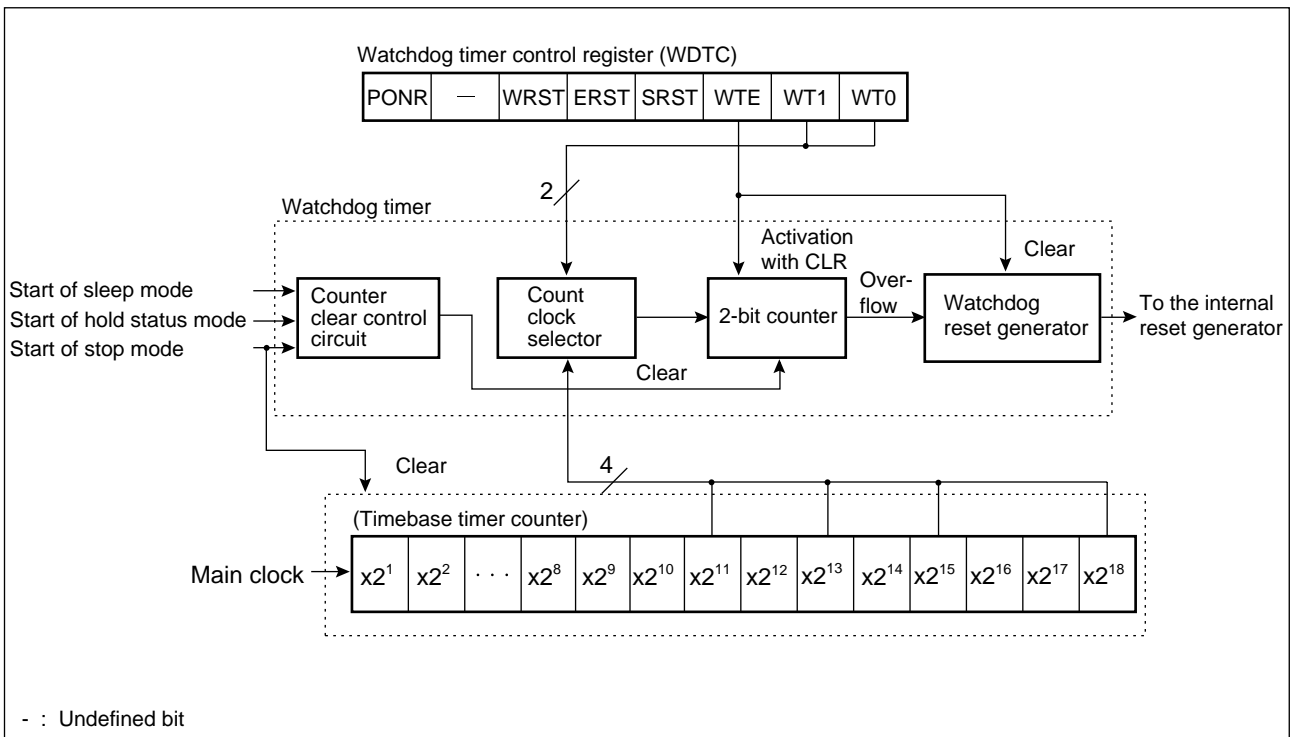 Watchdog timer control register (WDTC)
PONR — WRST ERST SRST WTE WT1 WT0
2
Watchdog timer
Activation
with CLR
Clear
Over-
flow
Start of sleep mode
Start of hold status mode
Start of stop mode
Counter
clear control
circuit
Count
clock
selector
2-bit counter
Watchdog
reset generator
To the internal
reset generator
Clear
Clear
4
(Timebase timer counter)
Main clock
x2¹ x2² · · · x2⁸ x2⁹ x2¹⁰ x2¹¹ x2¹² x2¹³ x2¹⁴ x2¹⁵ x2¹⁶ x2¹⁷ x2¹⁸
- : Undefined bit